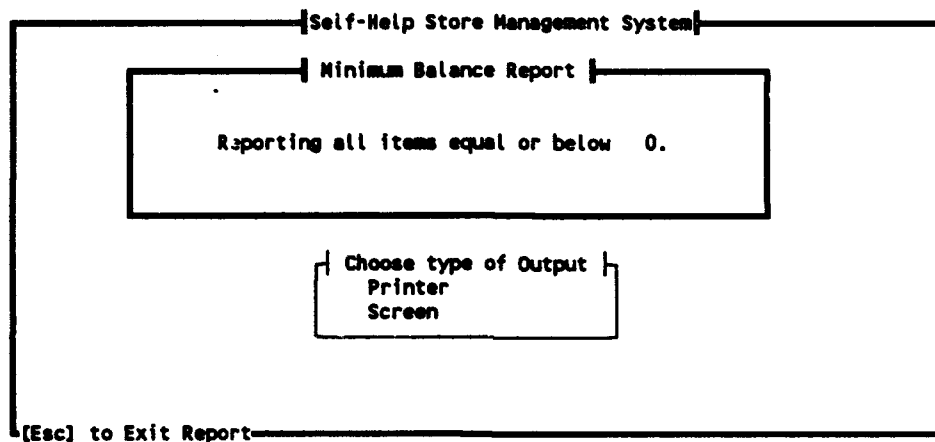 Self-Help Store Management System
Minimum Balance Report
Reporting all items equal or below 0.
Choose type of Output
Printer
Screen
[Esc] to Exit Report